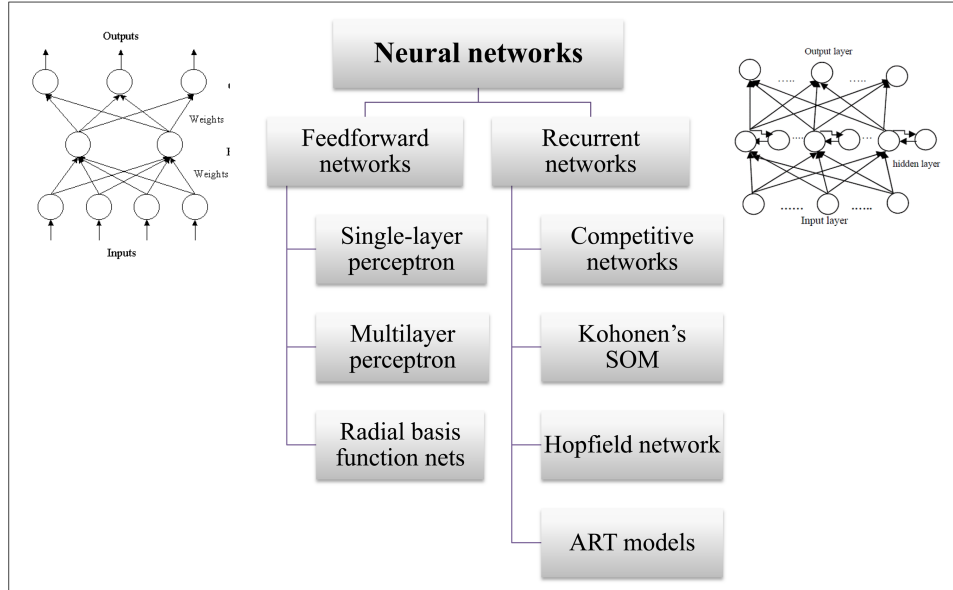 Neural networks
Feedforward
networks
Single-layer
perceptron
Multilayer
perceptron
Radial basis
function nets
Recurrent
networks
Competitive
networks
Kohonen's
SOM
Hopfield network
ART models
Outputs
Weights
Weights
Inputs
Output layer
.....
.....
hidden layer
......
......
Input layer